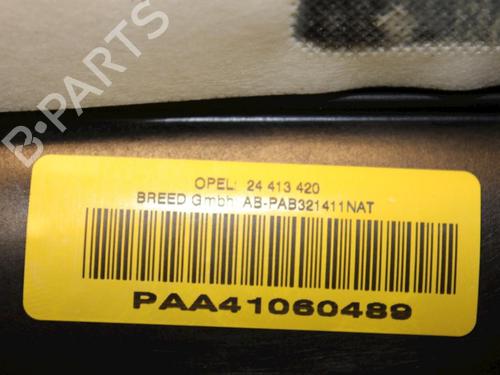 B-PARTS
OPEL: 24 413 420
BREED Gmbh AB-PAB321411NAT
PAA41060489